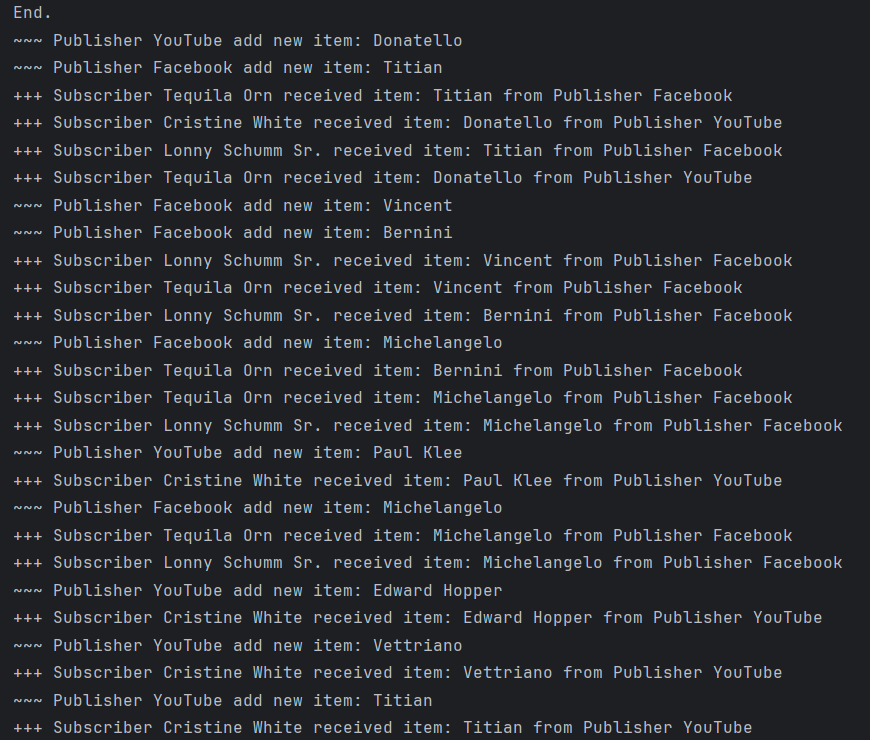 End.
~~~ Publisher YouTube add new item: Donatello
~~~ Publisher Facebook add new item: Titian
+++ Subscriber Tequila Orn received item: Titian from Publisher Facebook
+++ Subscriber Cristine White received item: Donatello from Publisher YouTube
+++ Subscriber Lonny Schumm Sr. received item: Titian from Publisher Facebook
+++ Subscriber Tequila Orn received item: Donatello from Publisher YouTube
~~~ Publisher Facebook add new item: Vincent
~~~ Publisher Facebook add new item: Bernini
+++ Subscriber Lonny Schumm Sr. received item: Vincent from Publisher Facebook
+++ Subscriber Tequila Orn received item: Vincent from Publisher Facebook
+++ Subscriber Lonny Schumm Sr. received item: Bernini from Publisher Facebook
~~~ Publisher Facebook add new item: Michelangelo
+++ Subscriber Tequila Orn received item: Bernini from Publisher Facebook
+++ Subscriber Tequila Orn received item: Michelangelo from Publisher Facebook
+++ Subscriber Lonny Schumm Sr. received item: Michelangelo from Publisher Facebook
~~~ Publisher YouTube add new item: Paul Klee
+++ Subscriber Cristine White received item: Paul Klee from Publisher YouTube
~~~ Publisher Facebook add new item: Michelangelo
+++ Subscriber Tequila Orn received item: Michelangelo from Publisher Facebook
+++ Subscriber Lonny Schumm Sr. received item: Michelangelo from Publisher Facebook
~~~ Publisher YouTube add new item: Edward Hopper
+++ Subscriber Cristine White received item: Edward Hopper from Publisher YouTube
~~~ Publisher YouTube add new item: Vettriano
+++ Subscriber Cristine White received item: Vettriano from Publisher YouTube
~~~ Publisher YouTube add new item: Titian
+++ Subscriber Cristine White received item: Titian from Publisher YouTube